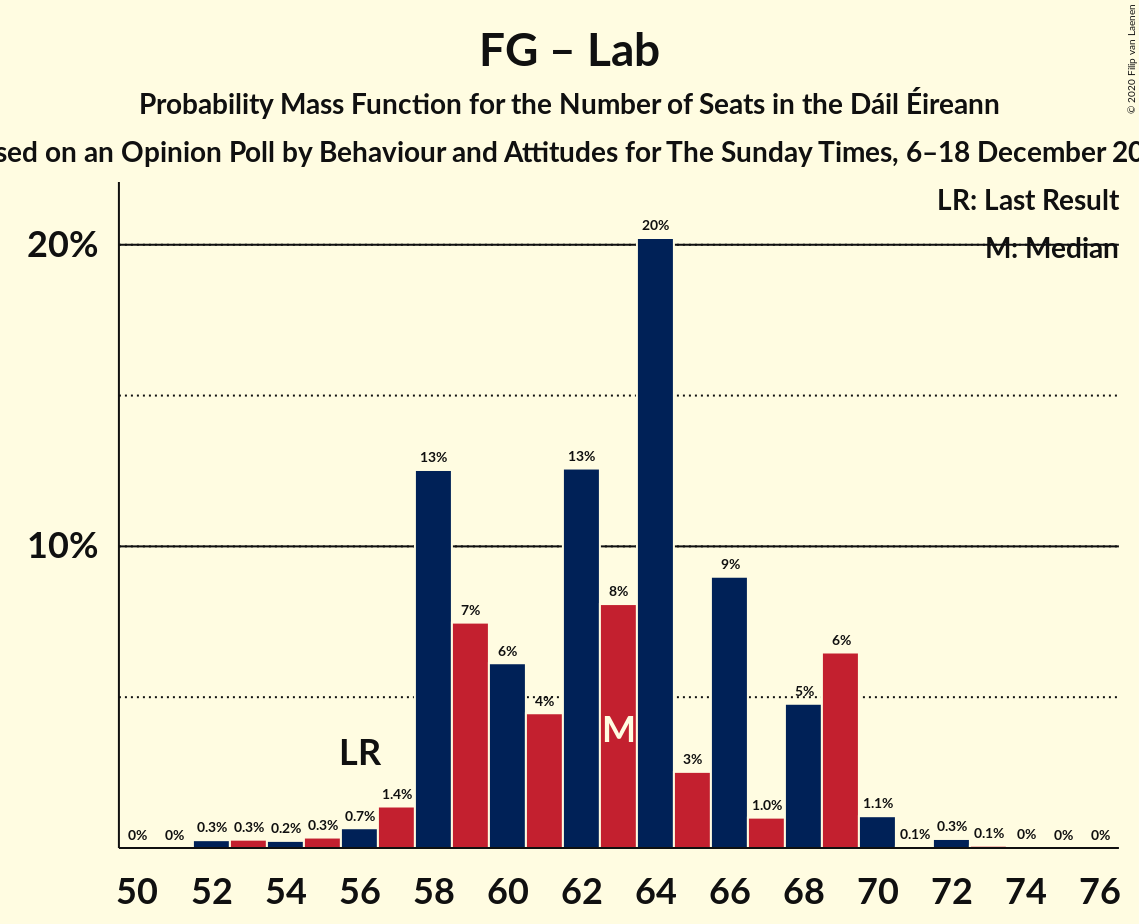 FG – Lab
Probability Mass Function for the Number of Seats in the Dáil Éireann
on an Opinion Poll by Behaviour and Attitudes for The Sunday Times, 6–18 December
© 2020 Filip van Laenen
LR: Last Result
M: Median
20%
10%
0% 0% 0.3% 0.3% 0.2% 0.3% 0.7% 1.4% 13% 7% 6% 4% 13% 8% 20% 3% 9% 1.0% 5% 6% 1.1% 0.1% 0.3% 0.1% 0% 0% 0%
LR
M
50 52 54 56 58 60 62 64 66 68 70 72 74 76